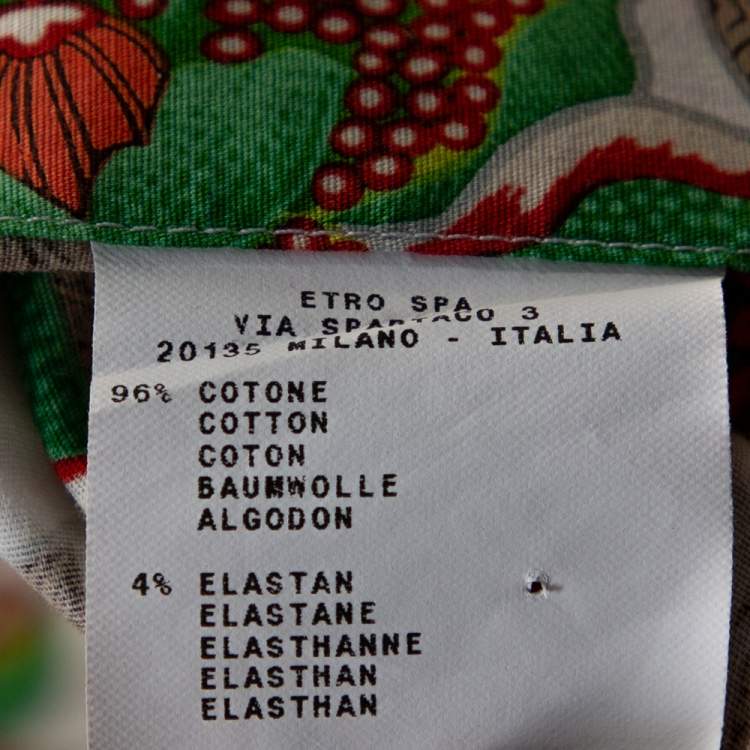 ETRO SPA
VIA SPARTACO 3
20135 MILANO - ITALIA
96% COTONE
COTTON
COTON
BAUMWOLLE
ALGODON
4% ELASTAN
ELASTANE
ELASTHANNE
ELASTHAN
ELASTHAN